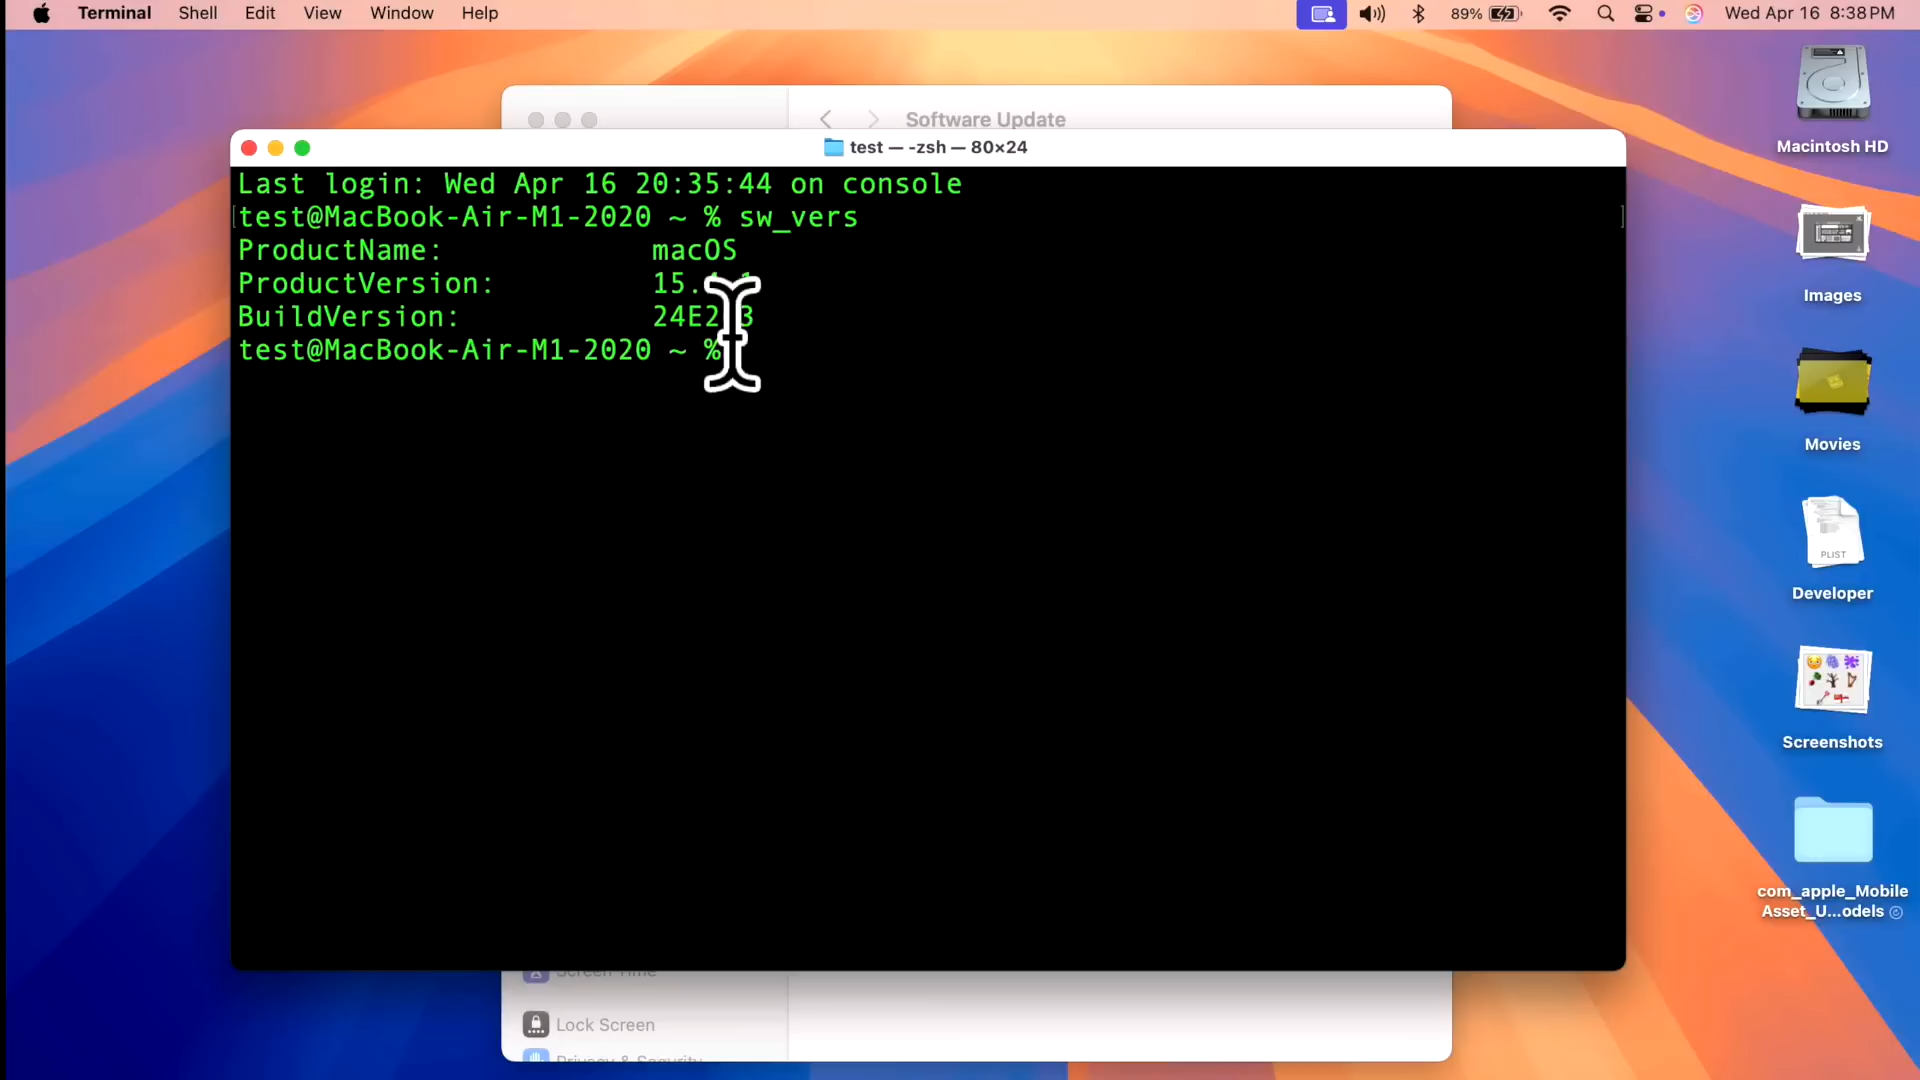 Terminal Shell Edit View Window Help 89% Wed Apr 16 8:38 PM
Software Update
test — -zsh — 80×24
Last login: Wed Apr 16 20:35:44 on console
test@MacBook-Air-M1-2020 ~ % sw_vers
ProductName: macOS
ProductVersion:
BuildVersion:
test@MacBook-Air-M1-2020 ~ %
Lock Screen
Privacy & Security
Macintosh HD
Images
Movies
PLIST
Developer
Screenshots
com_apple_Mobile
Asset_U...odels